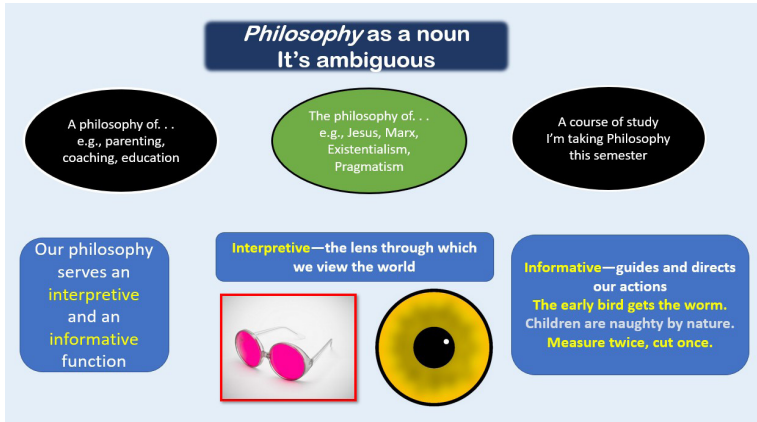 Philosophy as a noun
It's ambiguous
A philosophy of. . .
e.g., parenting,
coaching, education
The philosophy of. . .
e.g., Jesus, Marx,
Existentialism,
Pragmatism
A course of study
I'm taking Philosophy
this semester
Our philosophy
serves an
interpretive
and an
informative
function
Interpretive—the lens through which
we view the world
Informative—guides and directs
our actions
The early bird gets the worm.
Children are naughty by nature.
Measure twice, cut once.